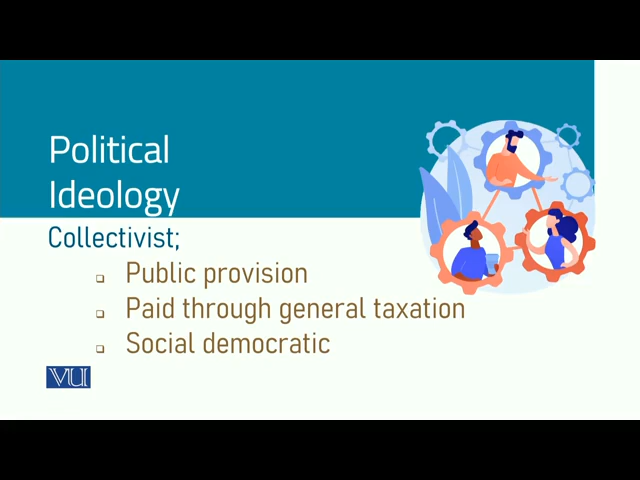 Political
Ideology
Collectivist;
Public provision
Paid through general taxation
Social democratic
VU